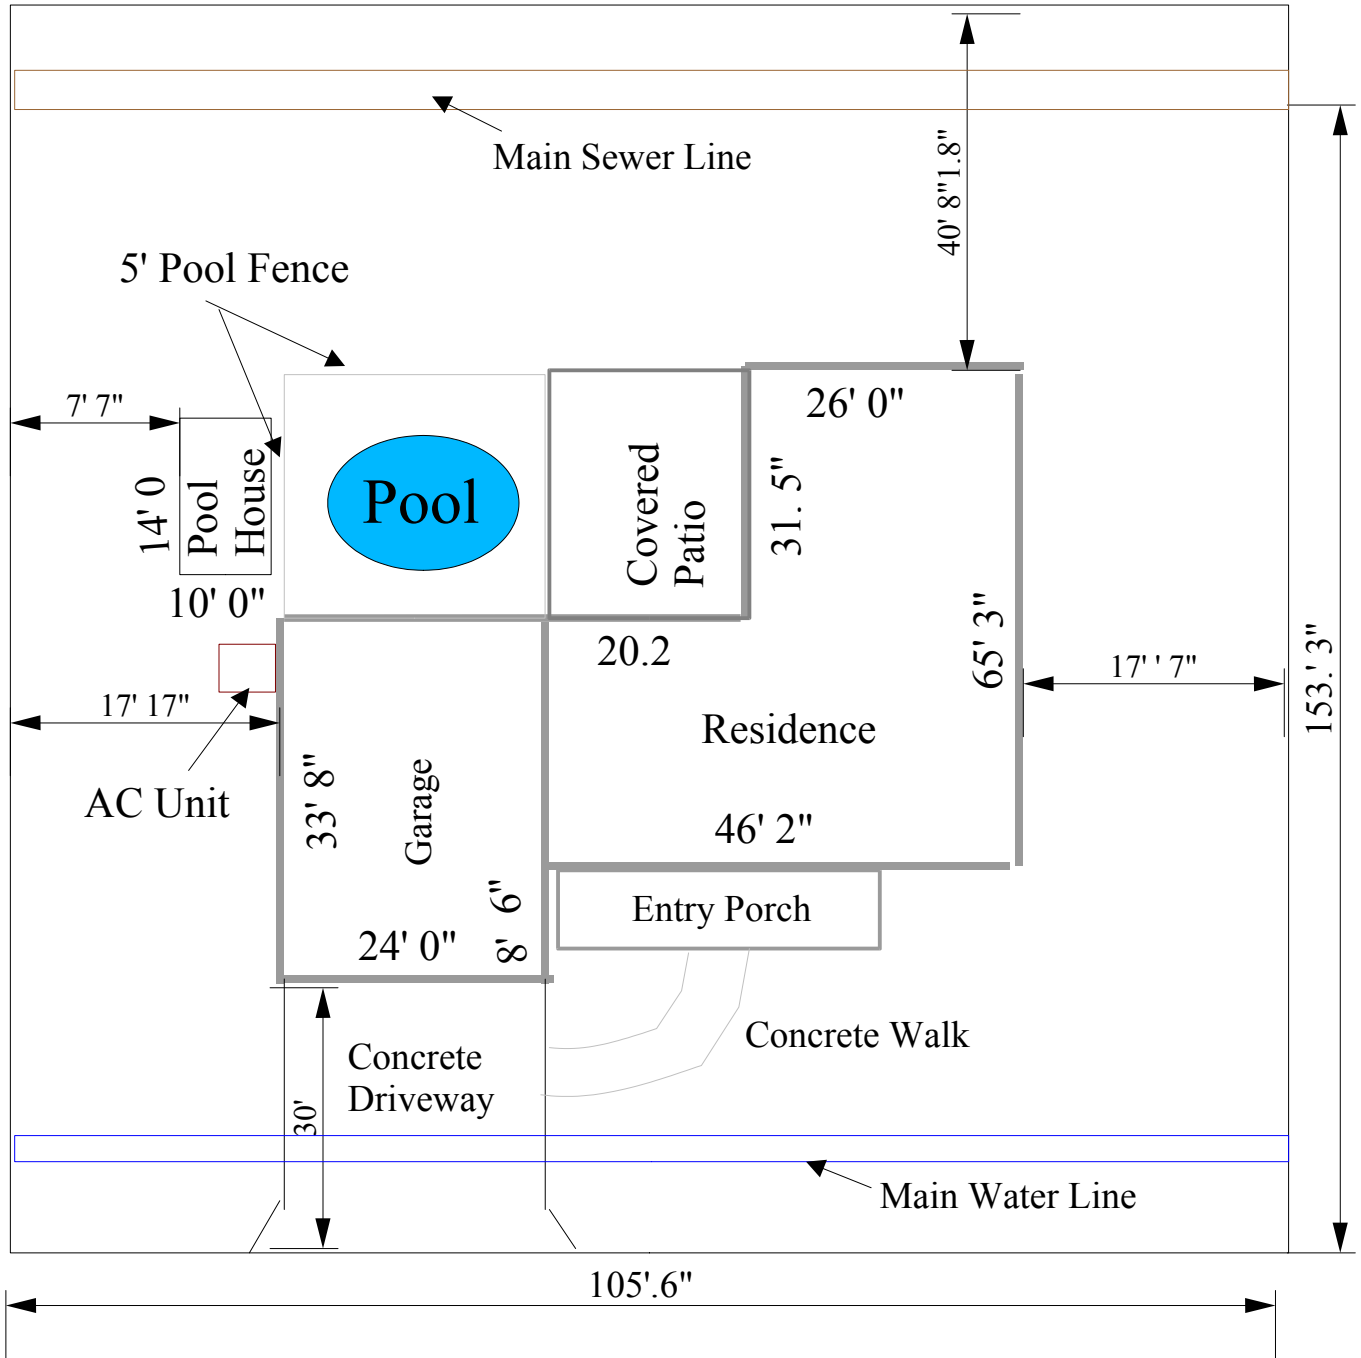 Main Sewer Line
40' 8"1.8"
5' Pool Fence
7' 7"
26' 0"
Pool
House
14' 0
Pool
Covered
Patio
31. 5"
10' 0"
20.2
65' 3"
153.' 3"
17' ' 7"
17' 17"
Residence
AC Unit
33' 8"
Garage
46' 2"
8'  6"
Entry Porch
24' 0"
Concrete Walk
Concrete
Driveway
30'
Main Water Line
105'.6"